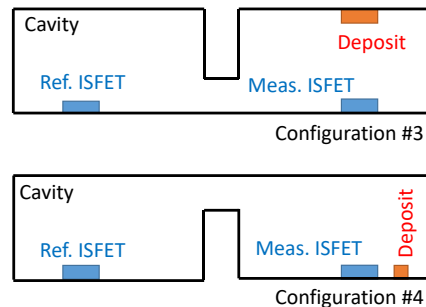 Cavity
Deposit
Ref. ISFET
Meas. ISFET
Configuration #3
Cavity
Deposit
Ref. ISFET
Meas. ISFET
Configuration #4